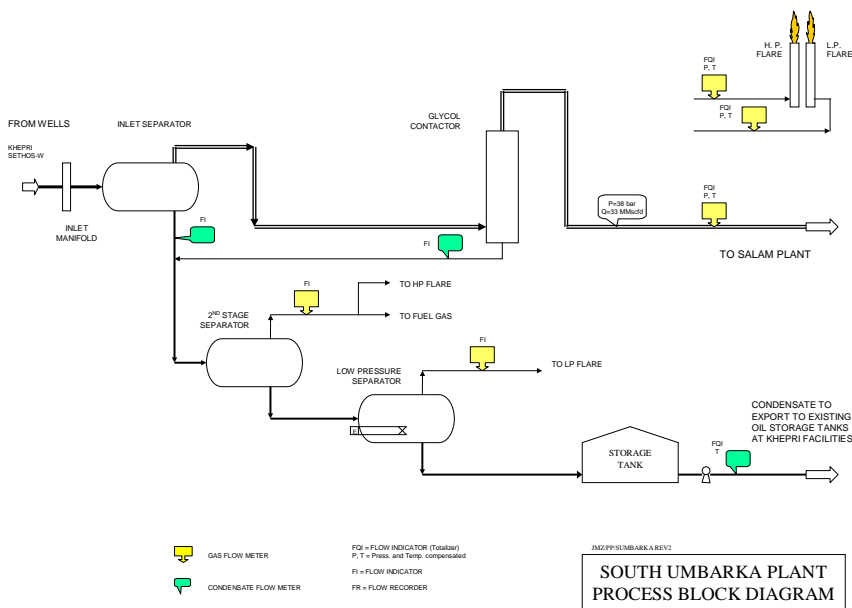 H. P.
FLARE
L.P.
FLARE
FQI
P, T
FQI
P, T
FROM WELLS
INLET SEPARATOR
GLYCOL
CONTACTOR
KHEPRI
SETHOS-W
INLET
MANIFOLD
FI
FI
P=38 bar
Q=33 MMscfd
FQI
P, T
TO SALAM PLANT
FI
TO HP FLARE
TO FUEL GAS
2ND STAGE
SEPARATOR
FI
TO LP FLARE
LOW PRESSURE
SEPARATOR
E
STORAGE
TANK
FQI
T
CONDENSATE TO
EXPORT TO EXISTING
OIL STORAGE TANKS
AT KHEPRI FACILITIES
GAS FLOW METER
CONDENSATE FLOW METER
FQI = FLOW INDICATOR (Totalizer)
P, T = Press. and Temp. compensated
FI = FLOW INDICATOR
FR = FLOW RECORDER
JMZ/PP/SUMBARKA REV2
SOUTH UMBARKA PLANT
PROCESS BLOCK DIAGRAM